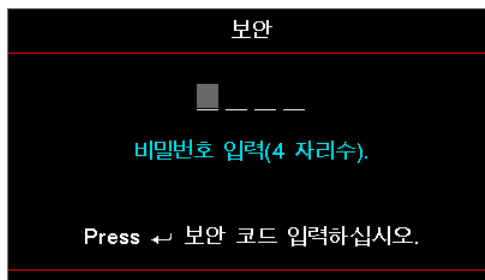 보안
_ _ _ _
비밀번호 입력(4 자리수).
Press ↵ 보안 코드 입력하십시오.